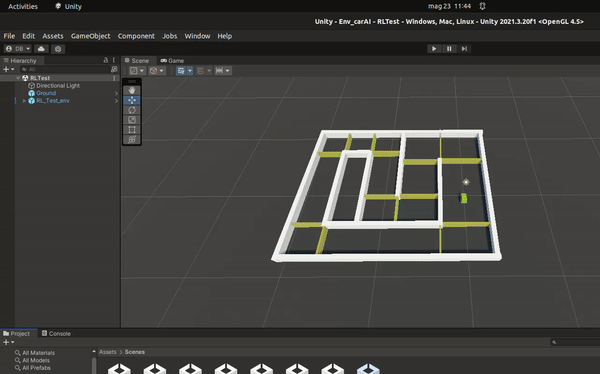 Activities Unity mag 23 11:44
Unity - Env_carAI - RLTest - Windows, Mac, Linux - Unity 2021.3.20f1 <OpenGL 4.5>
File Edit Assets GameObject Component Jobs Window Help
DB
Hierarchy Scene Game
All
RLTest
Directional Light
Ground
RL_Test_env
Project Console
All Materials Assets > Scenes
All Models
All Prefabs